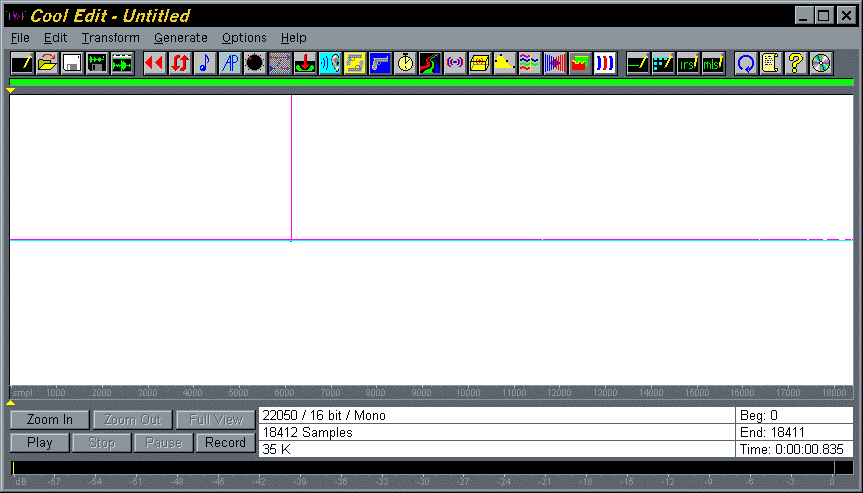 Cool Edit - Untitled
File Edit Transform Generate Options Help
AP
irs mls ?
smpl 1000 2000 3000 4000 5000 6000 7000 8000 9000 10000 11000 12000 13000 14000 15000 16000 17000 18000
Zoom In Zoom Out Full View 22050 / 16 bit / Mono Beg: 0
18412 Samples End: 18411
Play Stop Pause Record 35 K Time: 0:00:00.835
dB -57 -54 -51 -48 -45 -42 -39 -36 -33 -30 -27 -24 -21 -18 -15 -12 -9 -6 -3 0